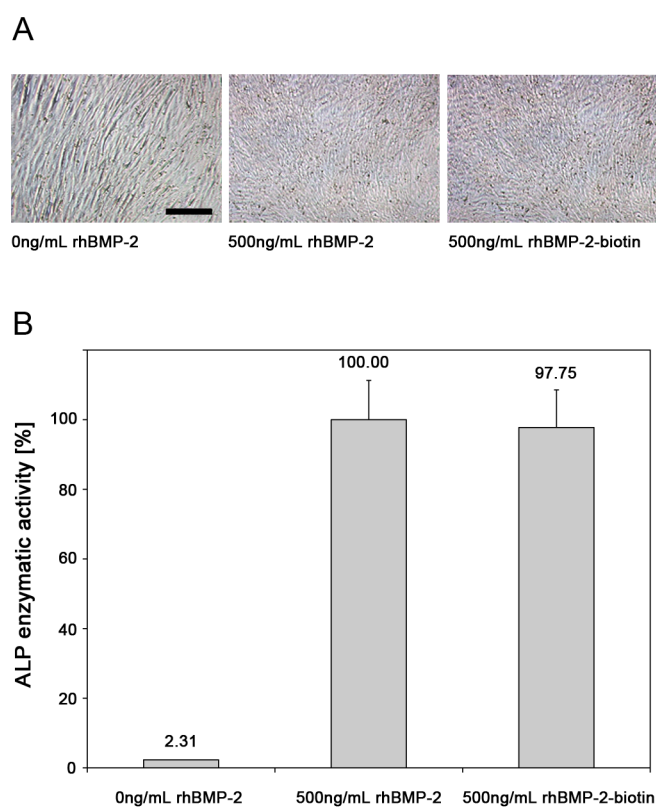 A
0ng/mL rhBMP-2 500ng/mL rhBMP-2 500ng/mL rhBMP-2-biotin
B
ALP enzymatic activity [%]
100
80
60
40
20
0
2.31
100.00
97.75
0ng/mL rhBMP-2 500ng/mL rhBMP-2 500ng/mL rhBMP-2-biotin